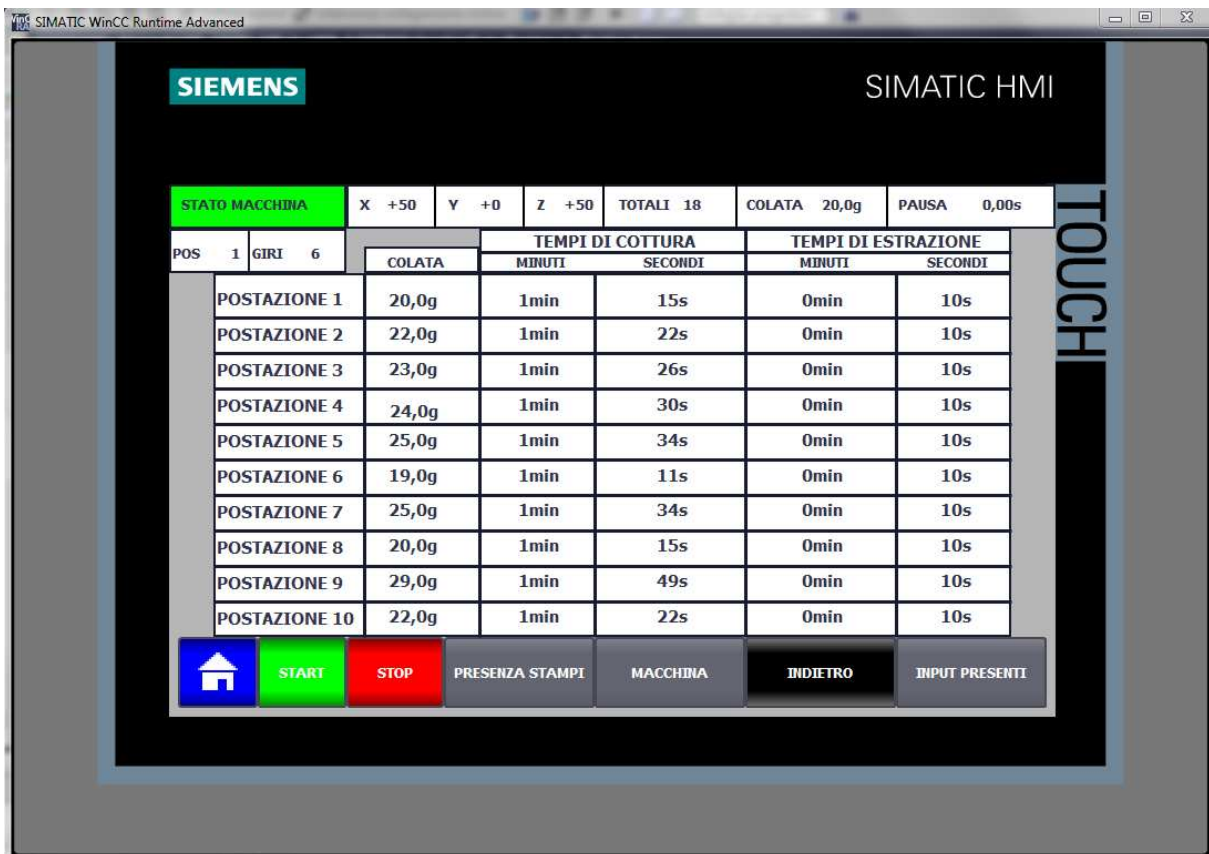 SIMATIC WinCC Runtime Advanced
SIEMENS
SIMATIC HMI
TOUCH
STATO MACCHINA X +50 Y +0 Z +50 TOTALI 18 COLATA 20,0g PAUSA 0,00s
POS 1 GIRI 6
TEMPI DI COTTURA TEMPI DI ESTRAZIONE
COLATA MINUTI SECONDI MINUTI SECONDI
POSTAZIONE 1 20,0g 1min 15s 0min 10s
POSTAZIONE 2 22,0g 1min 22s 0min 10s
POSTAZIONE 3 23,0g 1min 26s 0min 10s
POSTAZIONE 4 24,0g 1min 30s 0min 10s
POSTAZIONE 5 25,0g 1min 34s 0min 10s
POSTAZIONE 6 19,0g 1min 11s 0min 10s
POSTAZIONE 7 25,0g 1min 34s 0min 10s
POSTAZIONE 8 20,0g 1min 15s 0min 10s
POSTAZIONE 9 29,0g 1min 49s 0min 10s
POSTAZIONE 10 22,0g 1min 22s 0min 10s
START STOP PRESENZA STAMPI MACCHINA INDIETRO INPUT PRESENTI